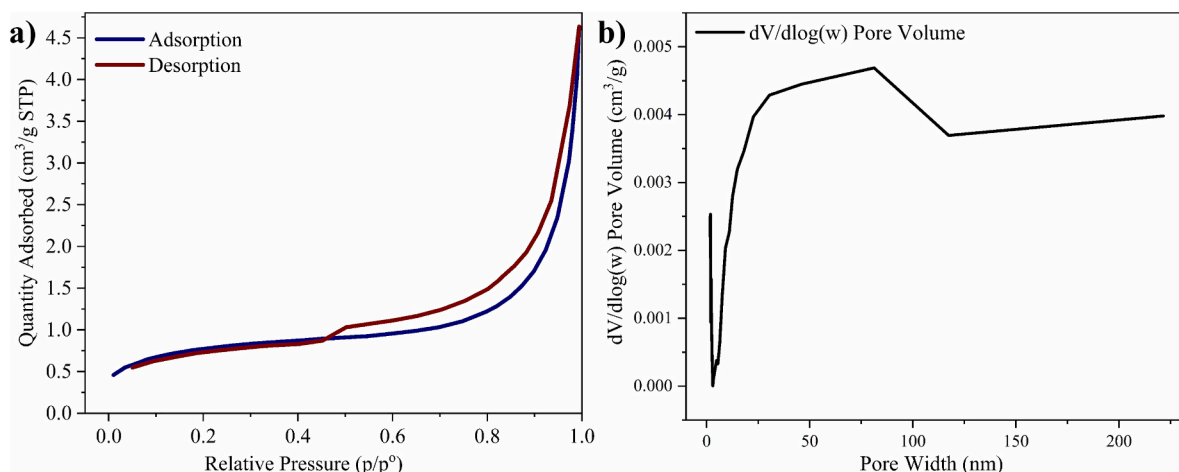 a)
Adsorption
Desorption
Quantity Adsorbed (cm³/g STP)
4.5
4.0
3.5
3.0
2.5
2.0
1.5
1.0
0.5
0.0
0.0 0.2 0.4 0.6 0.8 1.0
Relative Pressure (p/pº)
b)
dV/dlog(w) Pore Volume
dV/dlog(w) Pore Volume (cm³/g)
0.005
0.004
0.003
0.002
0.001
0.000
0 50 100 150 200
Pore Width (nm)